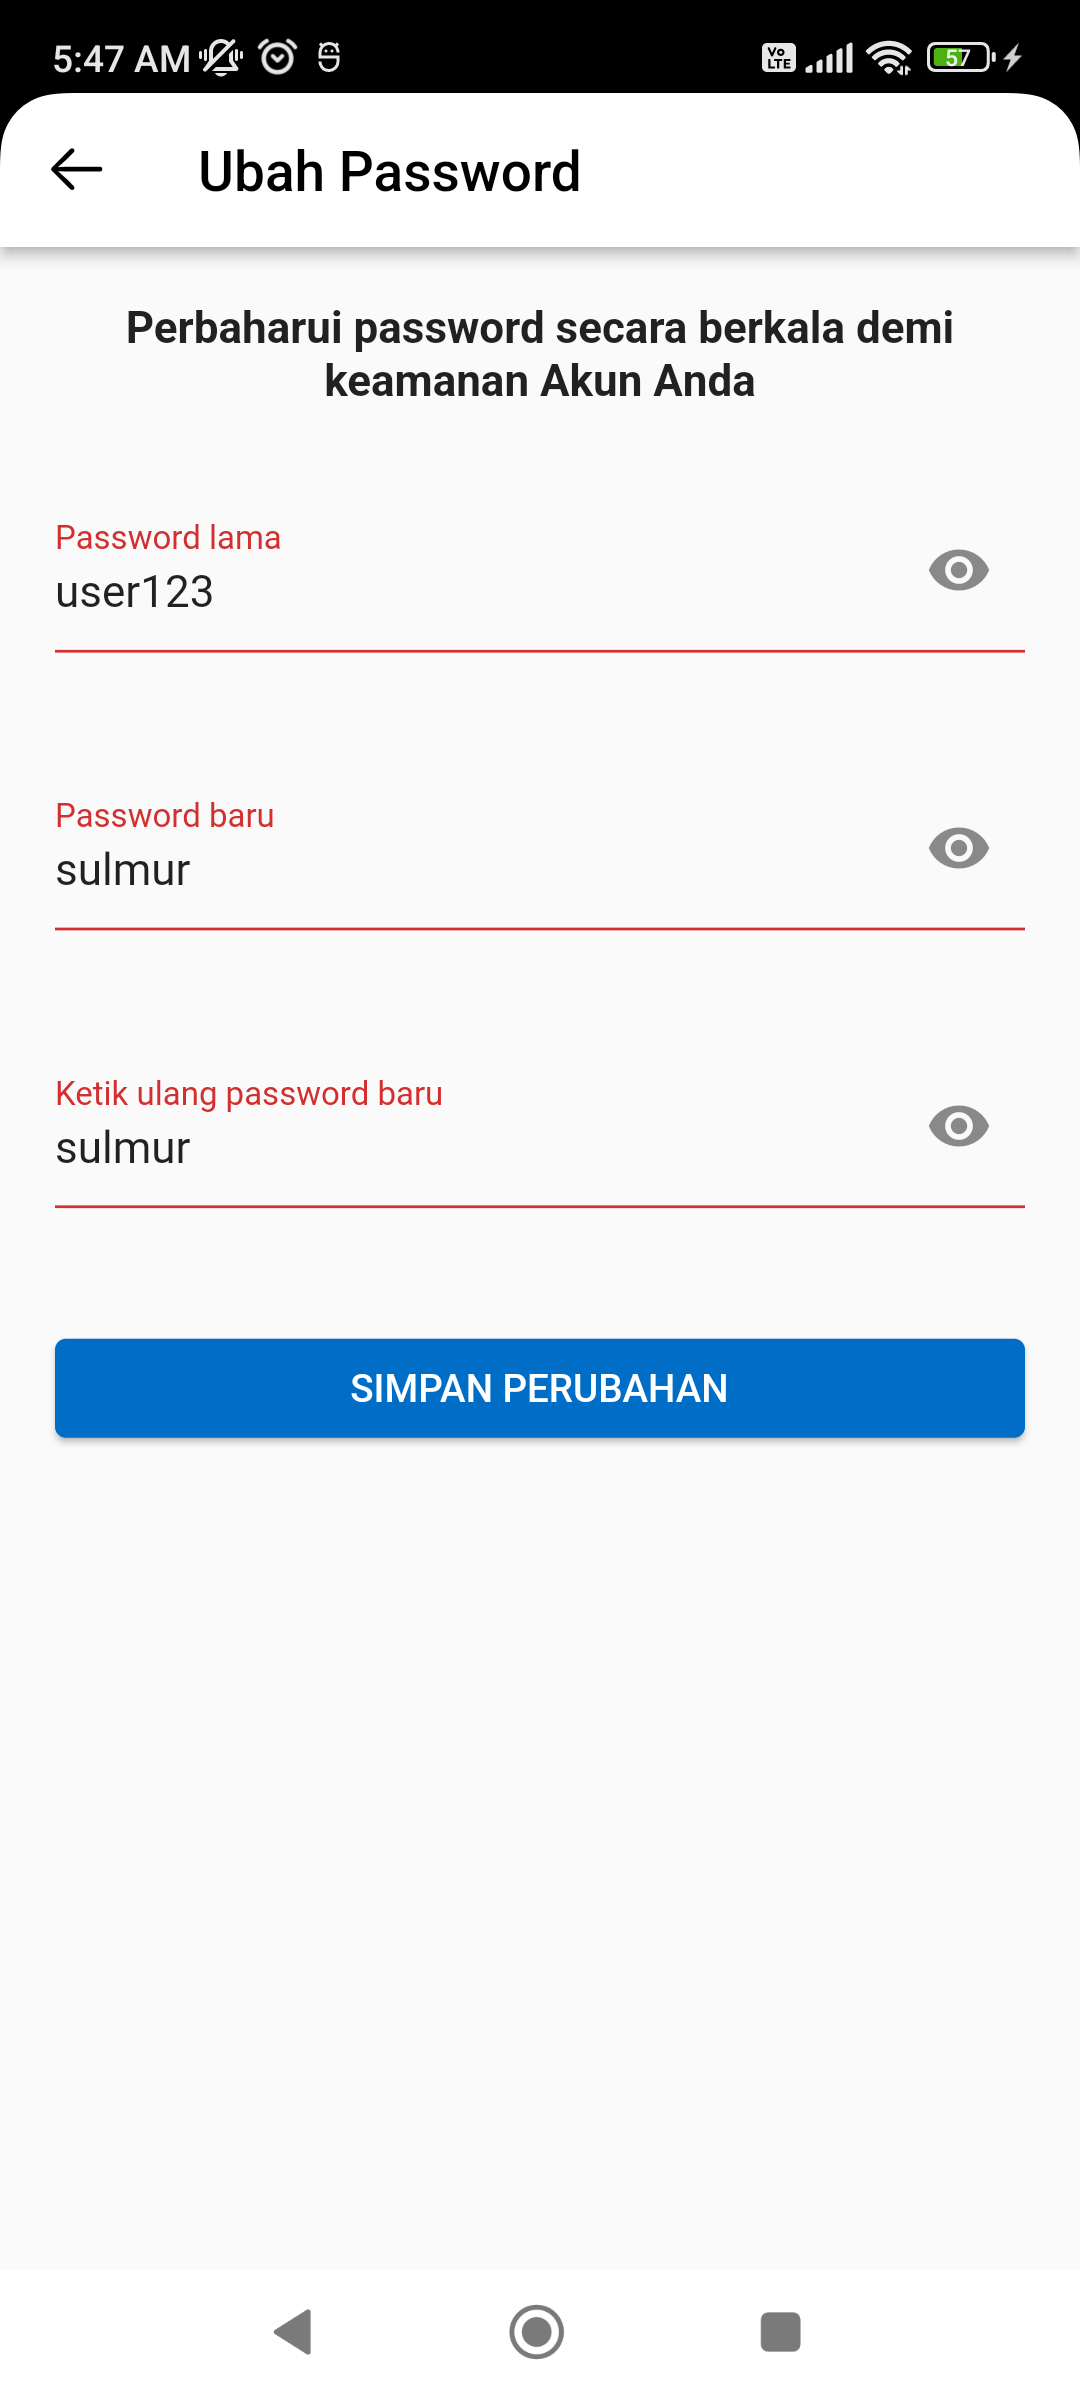 5:47 AM
Vo LTE
57
Ubah Password
Perbaharui password secara berkala demi
keamanan Akun Anda
Password lama
user123
Password baru
sulmur
Ketik ulang password baru
sulmur
SIMPAN PERUBAHAN